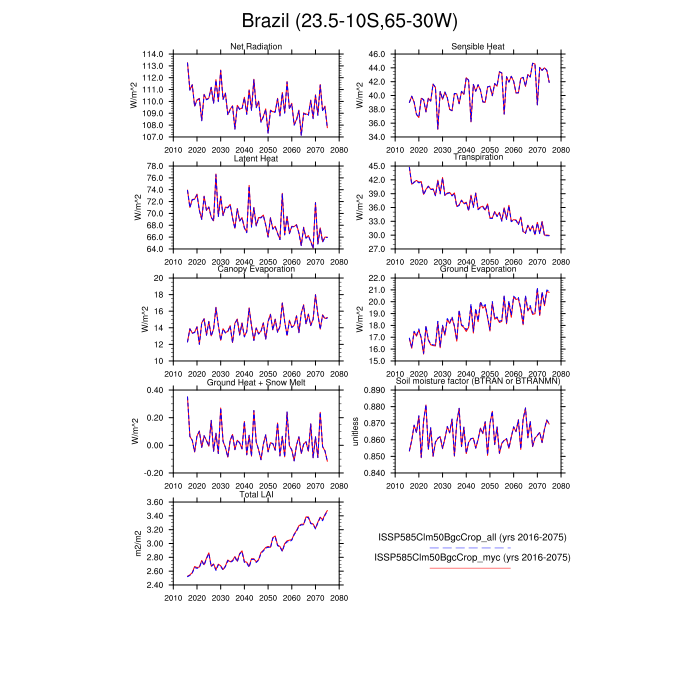 Brazil (23.5-10S,65-30W)
Net Radiation
W/m^2
114.0
113.0
112.0
111.0
110.0
109.0
108.0
107.0
2010 2020 2030 2040 2050 2060 2070 2080
Sensible Heat
W/m^2
46.0
44.0
42.0
40.0
38.0
36.0
34.0
2010 2020 2030 2040 2050 2060 2070 2080
Latent Heat
W/m^2
78.0
76.0
74.0
72.0
70.0
68.0
66.0
64.0
2010 2020 2030 2040 2050 2060 2070 2080
Transpiration
W/m^2
45.0
42.0
39.0
36.0
33.0
30.0
27.0
2010 2020 2030 2040 2050 2060 2070 2080
Canopy Evaporation
W/m^2
20
18
16
14
12
10
2010 2020 2030 2040 2050 2060 2070 2080
Ground Evaporation
W/m^2
22.0
21.0
20.0
19.0
18.0
17.0
16.0
15.0
2010 2020 2030 2040 2050 2060 2070 2080
Ground Heat + Snow Melt
W/m^2
0.40
0.20
0.00
-0.20
2010 2020 2030 2040 2050 2060 2070 2080
Soil moisture factor (BTRAN or BTRANMN)
unitless
0.890
0.880
0.870
0.860
0.850
0.840
2010 2020 2030 2040 2050 2060 2070 2080
Total LAI
m2/m2
3.60
3.40
3.20
3.00
2.80
2.60
2.40
2010 2020 2030 2040 2050 2060 2070 2080
ISSP585Clm50BgcCrop_all (yrs 2016-2075)
ISSP585Clm50BgcCrop_myc (yrs 2016-2075)